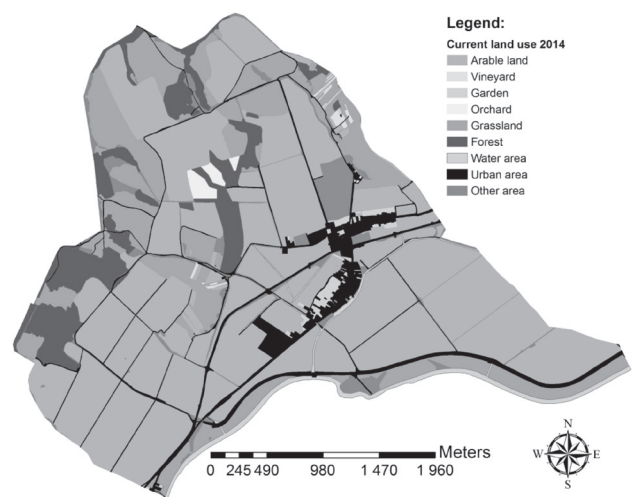 Legend:
Current land use 2014
Arable land
Vineyard
Garden
Orchard
Grassland
Forest
Water area
Urban area
Other area
Meters
0 245 490 980 1 470 1 960
N
W E
S